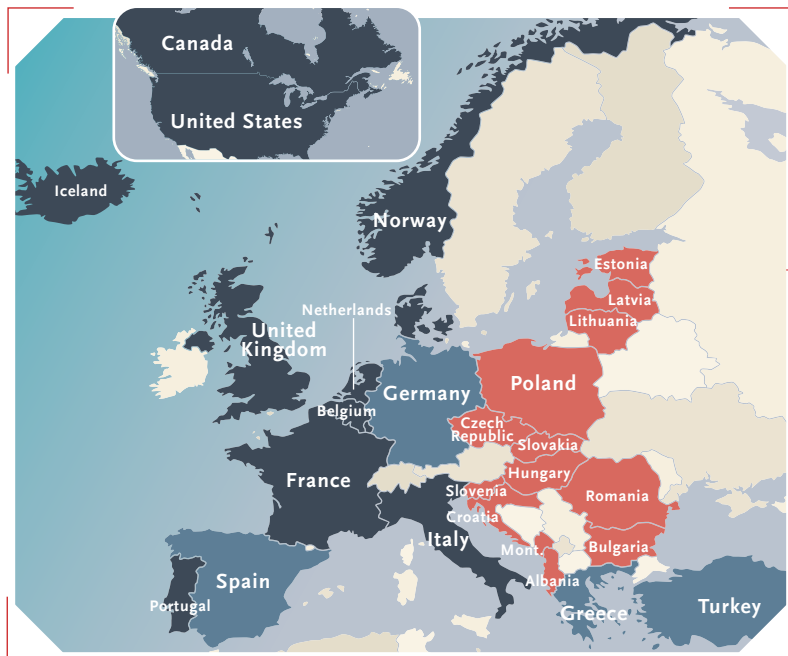 Canada
United States
Iceland
Norway
Estonia
Latvia
Lithuania
Netherlands
United
Kingdom
Germany
Poland
Belgium
Czech
Republic
Slovakia
France
Hungary
Slovenia
Romania
Croatia
Italy
Mont.
Bulgaria
Spain
Albania
Portugal
Greece
Turkey